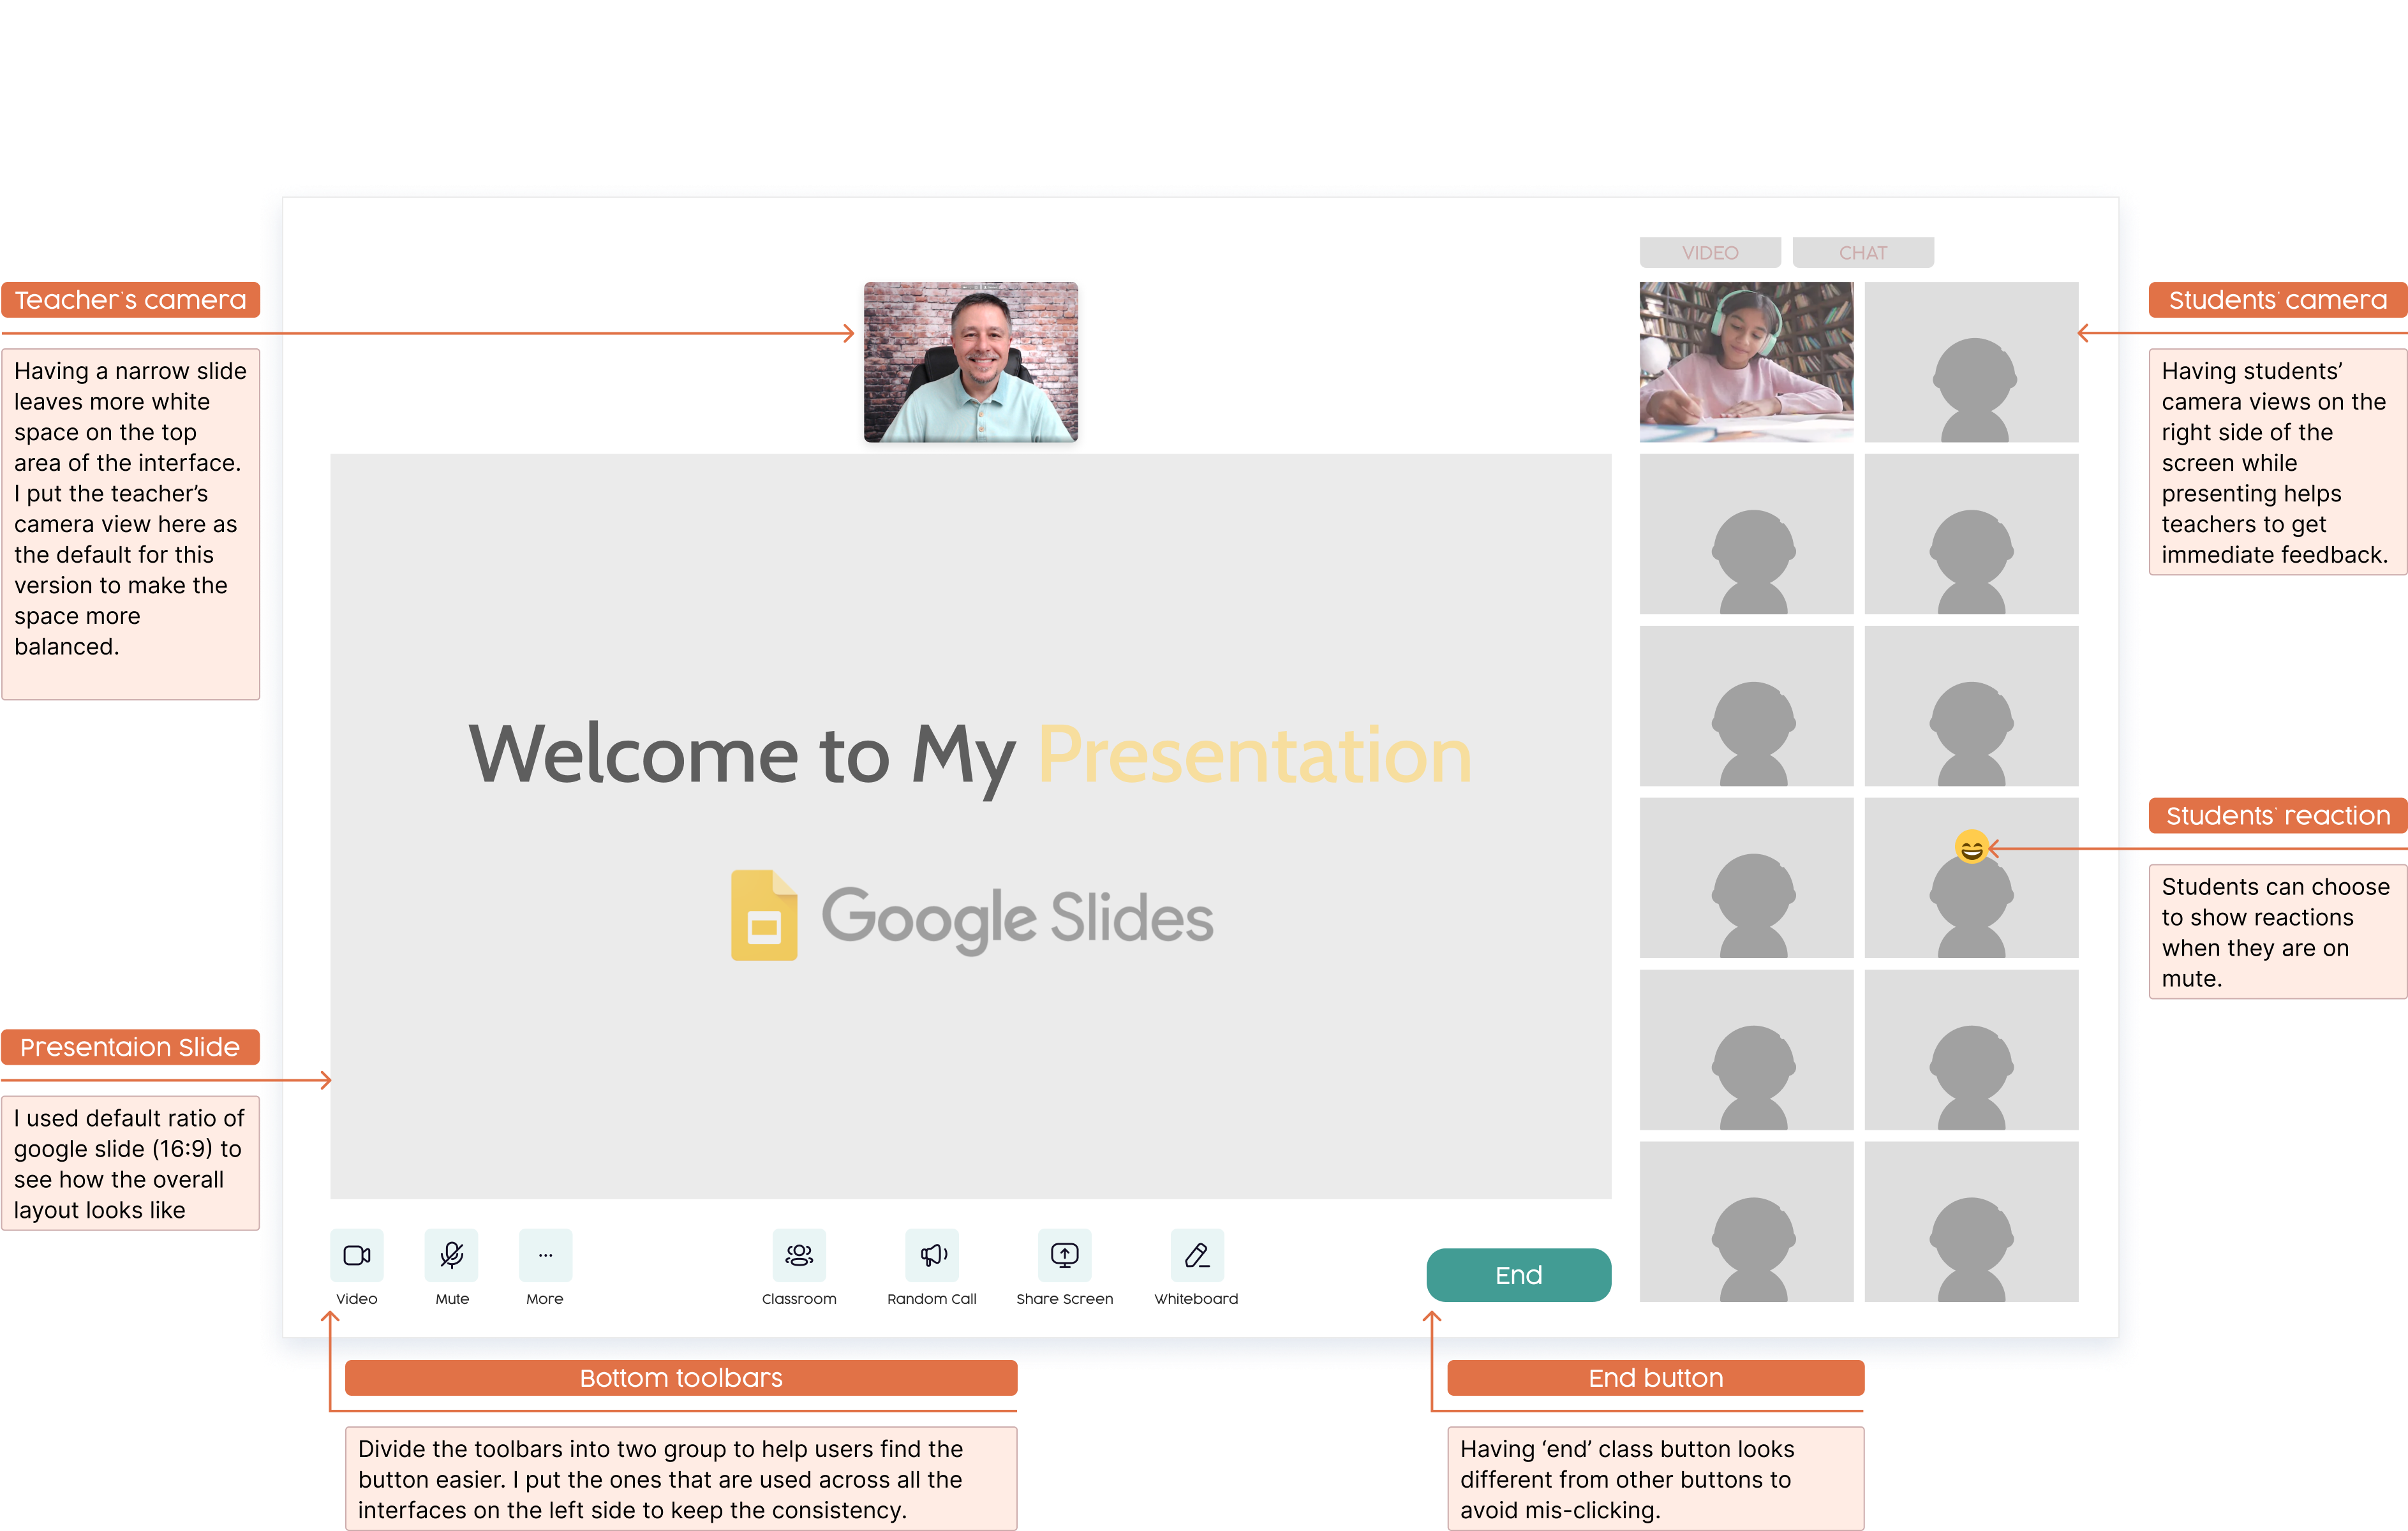 VIDEO
CHAT
Teacher's camera
Having a narrow slide
leaves more white
space on the top
area of the interface.
I put the teacher’s
camera view here as
the default for this
version to make the
space more
balanced.
Students' camera
Having students’
camera views on the
right side of the
screen while
presenting helps
teachers to get
immediate feedback.
Welcome to My Presentation
Google Slides
Students' reaction
Students can choose
to show reactions
when they are on
mute.
Presentaion Slide
I used default ratio of
google slide (16:9) to
see how the overall
layout looks like
Video
Mute
More
Classroom
Random Call
Share Screen
Whiteboard
End
Bottom toolbars
Divide the toolbars into two group to help users find the
button easier. I put the ones that are used across all the
interfaces on the left side to keep the consistency.
End button
Having ‘end’ class button looks
different from other buttons to
avoid mis-clicking.